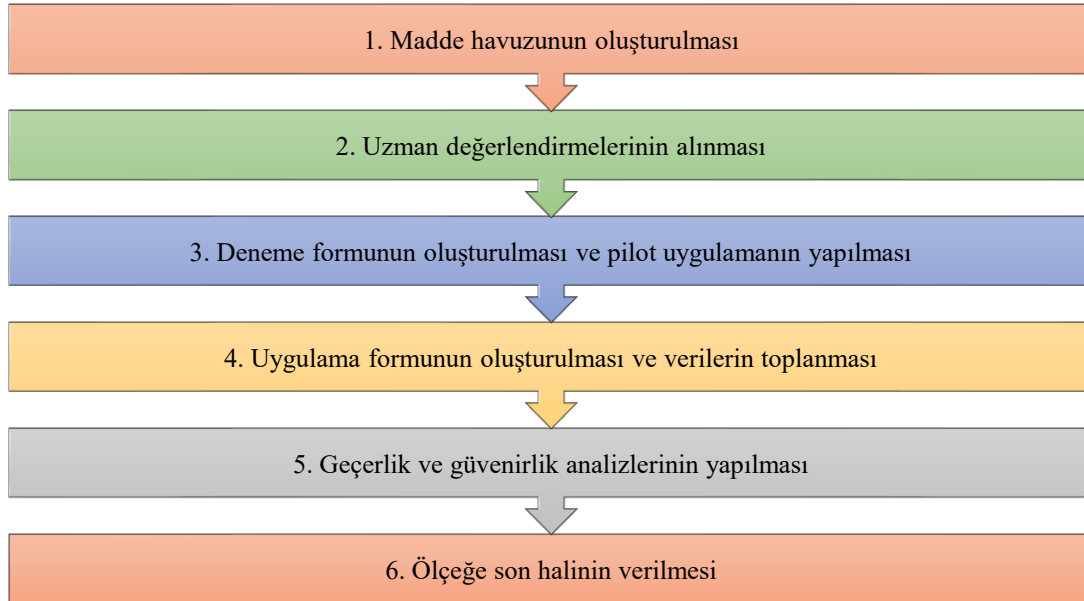 1. Madde havuzunun oluşturulması
2. Uzman değerlendirmelerinin alınması
3. Deneme formunun oluşturulması ve pilot uygulamanın yapılması
4. Uygulama formunun oluşturulması ve verilerin toplanması
5. Geçerlik ve güvenirlik analizlerinin yapılması
6. Ölçeğe son halinin verilmesi